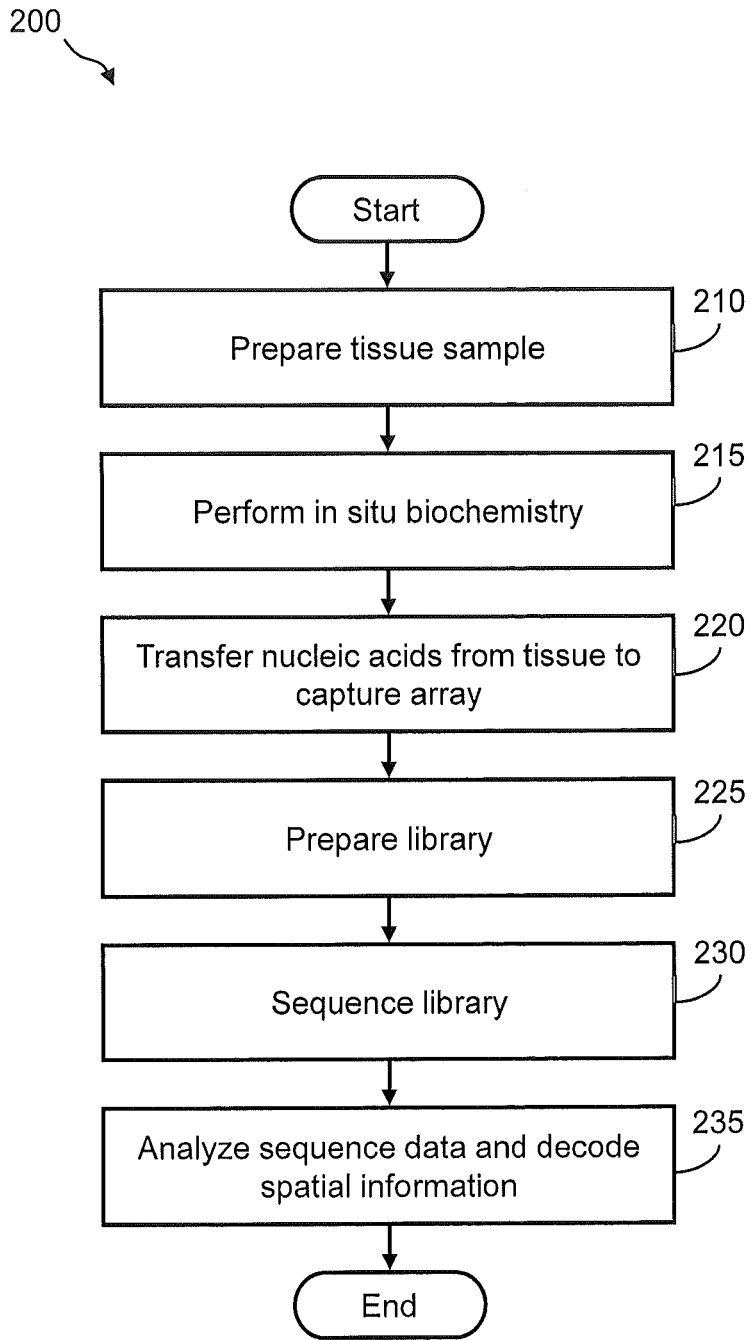 200
Start
210
Prepare tissue sample
215
Perform in situ biochemistry
220
Transfer nucleic acids from tissue to
capture array
225
Prepare library
230
Sequence library
235
Analyze sequence data and decode
spatial information
End